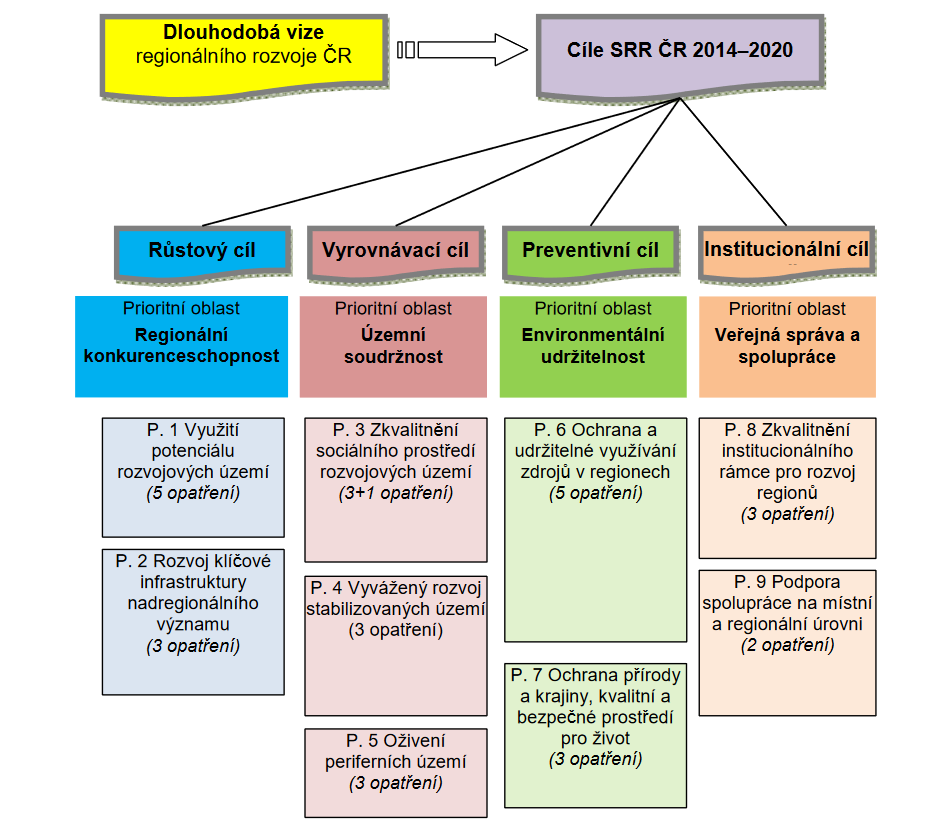 Dlouhodobá vize
regionálního rozvoje ČR
Cíle SRR ČR 2014–2020
Růstový cíl
Vyrovnávací cíl
Preventivní cíl
Institucionální cíl
Prioritní oblast
Regionální
konkurenceschopnost
Prioritní oblast
Územní
soudržnost
Prioritní oblast
Environmentální
udržitelnost
Prioritní oblast
Veřejná správa a
spolupráce
P. 1 Využití
potenciálu
rozvojových území
(5 opatření)
P. 2 Rozvoj klíčové
infrastruktury
nadregionálního
významu
(3 opatření)
P. 3 Zkvalitnění
sociálního prostředí
rozvojových území
(3+1 opatření)
P. 4 Vyvážený rozvoj
stabilizovaných území
(3 opatření)
P. 5 Oživení
periferních území
(3 opatření)
P. 6 Ochrana a
udržitelné využívání
zdrojů v regionech
(5 opatření)
P. 7 Ochrana přírody
a krajiny, kvalitní a
bezpečné prostředí
pro život
(3 opatření)
P. 8 Zkvalitnění
institucionálního
rámce pro rozvoj
regionů
(3 opatření)
P. 9 Podpora
spolupráce na místní
a regionální úrovni
(2 opatření)